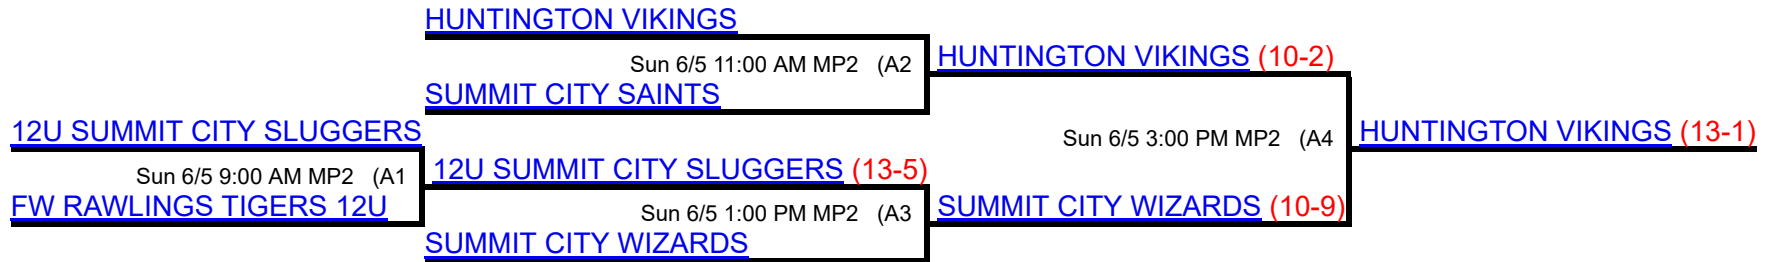 HUNTINGTON VIKINGS
Sun 6/5 11:00 AM MP2 (A2
HUNTINGTON VIKINGS (10-2)
SUMMIT CITY SAINTS
12U SUMMIT CITY SLUGGERS
Sun 6/5 3:00 PM MP2 (A4
HUNTINGTON VIKINGS (13-1)
Sun 6/5 9:00 AM MP2 (A1
12U SUMMIT CITY SLUGGERS (13-5)
FW RAWLINGS TIGERS 12U
Sun 6/5 1:00 PM MP2 (A3
SUMMIT CITY WIZARDS (10-9)
SUMMIT CITY WIZARDS